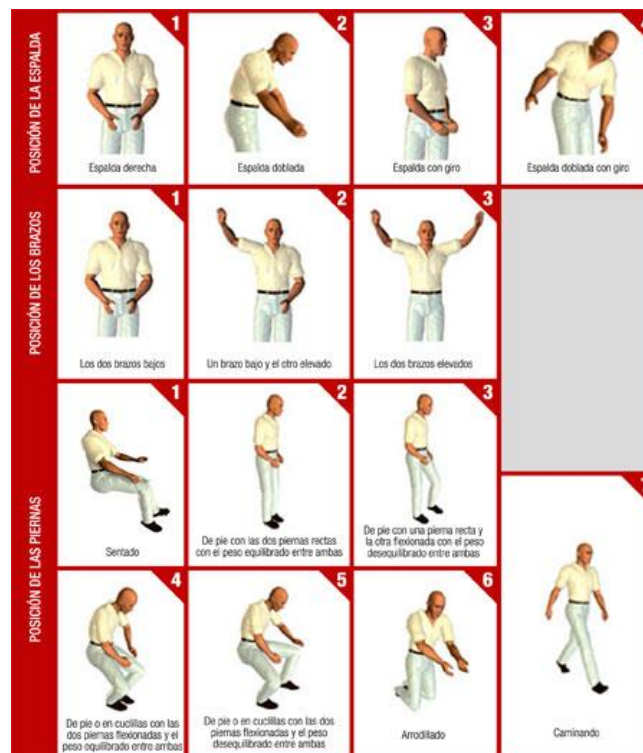 POSICIÓN DE LA ESPALDA
1
Espalda derecha
2
Espalda doblada
3
Espalda con giro
Espalda doblada con giro
POSICIÓN DE LOS BRAZOS
1
Los dos brazos bajos
2
Un brazo bajo y el otro elevado
3
Los dos brazos elevados
POSICIÓN DE LAS PIERNAS
1
Sentado
2
De pie con las dos piernas rectas
con el peso equilibrado entre ambas
3
De pie con una pierna recta y
la otra flexionada con el peso
desequilibrado entre ambas
4
De pie o en cuclillas con las
dos piernas flexionadas y el
peso equilibrado entre ambas
5
De pie o en cuclillas con las dos
piernas flexionadas y el peso
desequilibrado entre ambas
6
Arrodillado
Caminando